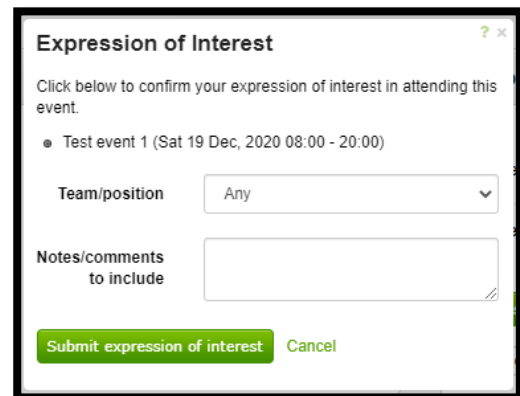 Expression of Interest
? ×
Click below to confirm your expression of interest in attending this
event.
Test event 1 (Sat 19 Dec, 2020 08:00 - 20:00)
Team/position
Any
Notes/comments
to include
Submit expression of interest
Cancel